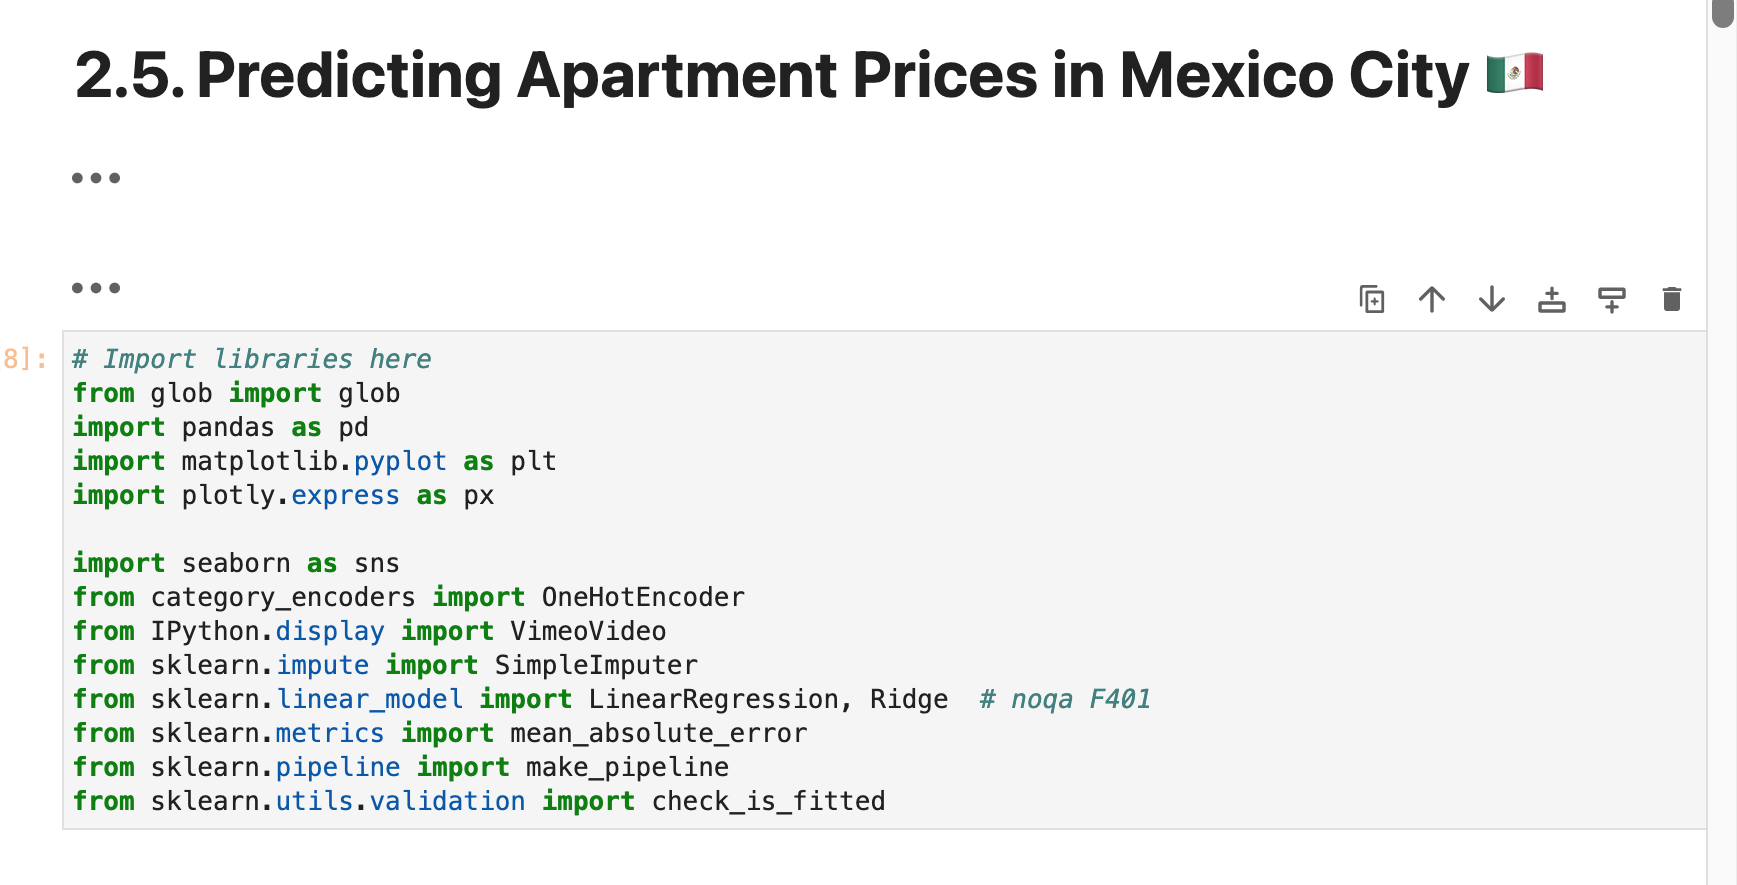 2.5. Predicting Apartment Prices in Mexico City 🇲🇽
•••
•••
8]:
# Import libraries here
from glob import glob
import pandas as pd
import matplotlib.pyplot as plt
import plotly.express as px
import seaborn as sns
from category_encoders import OneHotEncoder
from IPython.display import VimeoVideo
from sklearn.impute import SimpleImputer
from sklearn.linear_model import LinearRegression, Ridge  # noqa F401
from sklearn.metrics import mean_absolute_error
from sklearn.pipeline import make_pipeline
from sklearn.utils.validation import check_is_fitted